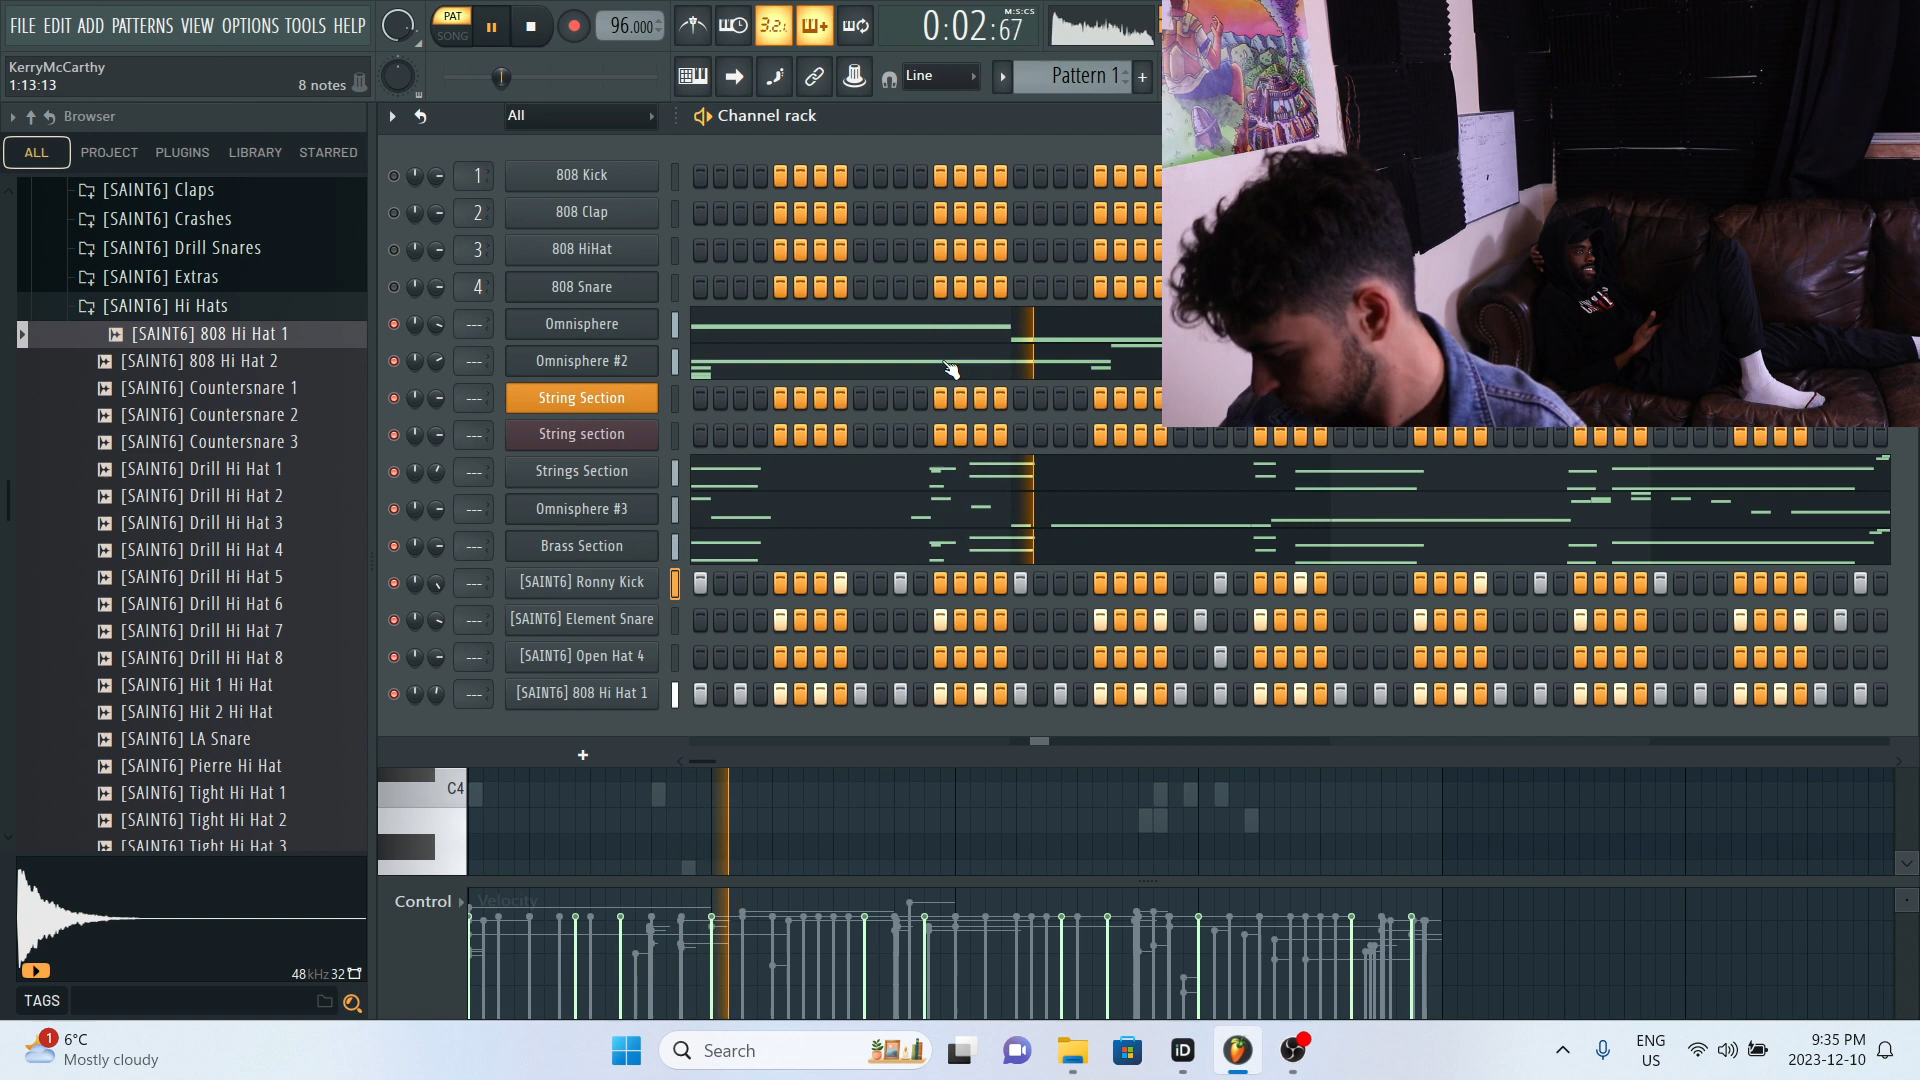 FILE EDIT ADD PATTERNS VIEW OPTIONS TOOLS HELP
PAT
SONG
96.000
3.2.
0:02:67
M:S:CS
KerryMcCarthy
1:13:13
8 notes
Line
Pattern 1
+
Browser
All
Channel rack
ALL
PROJECT
PLUGINS
LIBRARY
STARRED
[SAINT6] Claps
[SAINT6] Crashes
[SAINT6] Drill Snares
[SAINT6] Extras
[SAINT6] Hi Hats
[SAINT6] 808 Hi Hat 1
[SAINT6] 808 Hi Hat 2
[SAINT6] Countersnare 1
[SAINT6] Countersnare 2
[SAINT6] Countersnare 3
[SAINT6] Drill Hi Hat 1
[SAINT6] Drill Hi Hat 2
[SAINT6] Drill Hi Hat 3
[SAINT6] Drill Hi Hat 4
[SAINT6] Drill Hi Hat 5
[SAINT6] Drill Hi Hat 6
[SAINT6] Drill Hi Hat 7
[SAINT6] Drill Hi Hat 8
[SAINT6] Hit 1 Hi Hat
[SAINT6] Hit 2 Hi Hat
[SAINT6] LA Snare
[SAINT6] Pierre Hi Hat
[SAINT6] Tight Hi Hat 1
[SAINT6] Tight Hi Hat 2
[SAINT6] Tight Hi Hat 3
48kHz 32
TAGS
1 808 Kick
2 808 Clap
3 808 HiHat
4 808 Snare
--- Omnisphere
--- Omnisphere #2
--- String Section
--- String section
--- Strings Section
--- Omnisphere #3
--- Brass Section
--- [SAINT6] Ronny Kick
--- [SAINT6] Element Snare
--- [SAINT6] Open Hat 4
--- [SAINT6] 808 Hi Hat 1
+
C4
Control
Velocity
1
6°C
Mostly cloudy
Search
iD
ENG
US
9:35 PM
2023-12-10